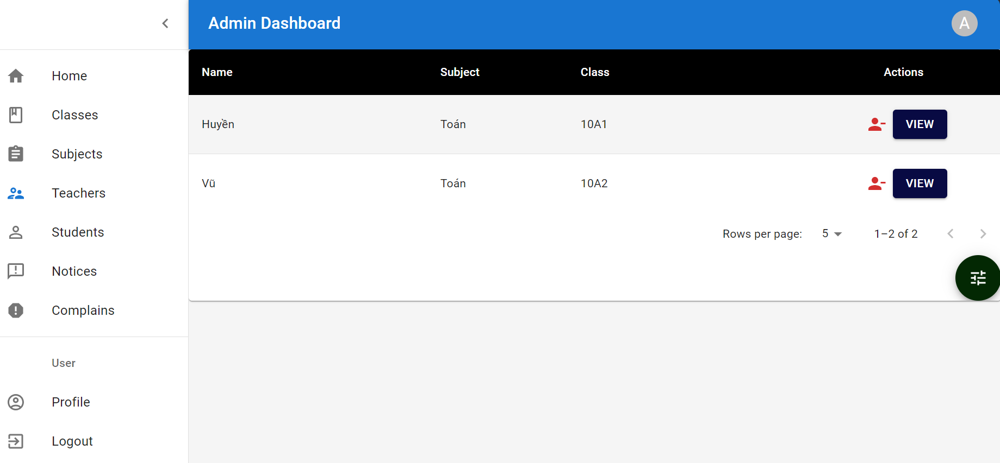 Admin Dashboard
A
Home
Classes
Subjects
Teachers
Students
Notices
Complains
User
Profile
Logout
Name Subject Class Actions
Huyền Toán 10A1 VIEW
Vũ Toán 10A2 VIEW
Rows per page: 5 1–2 of 2